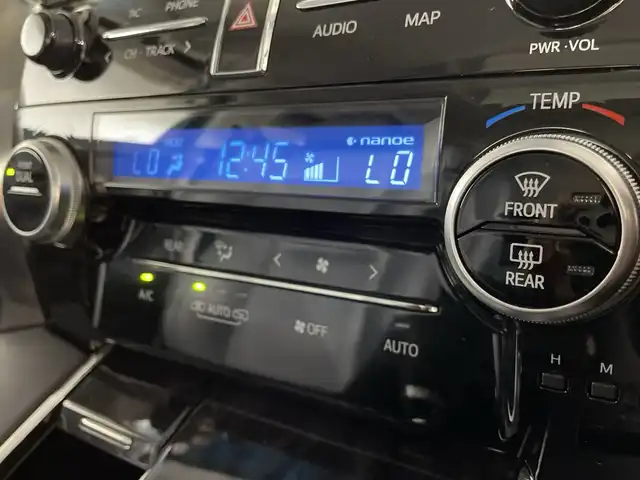 PHONE
CH · TRACK >
AUDIO
MAP
PWR · VOL
TEMP
nanoe
LO
12:45
LO
DUAL
FRONT
REAR
REAR
< >
A/C
AUTO
OFF
AUTO
H
M